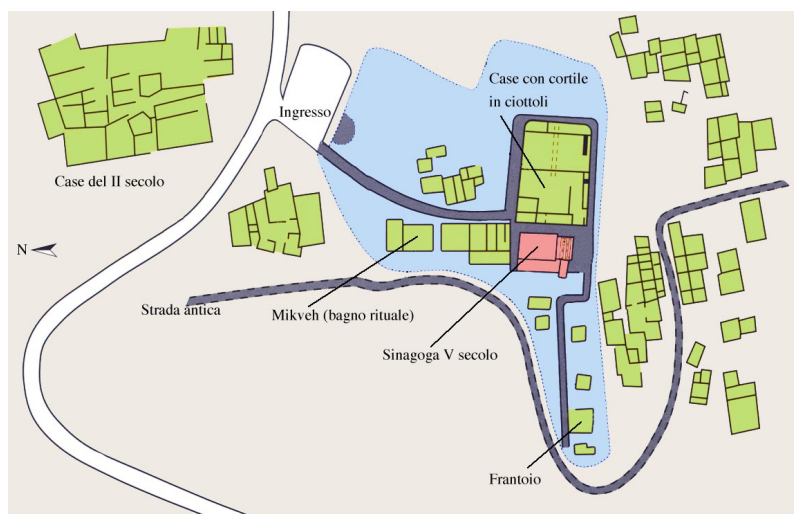 Case con cortile
in ciottoli
Ingresso
Case del II secolo
N
Strada antica
Mikveh (bagno rituale)
Sinagoga V secolo
Frantoio